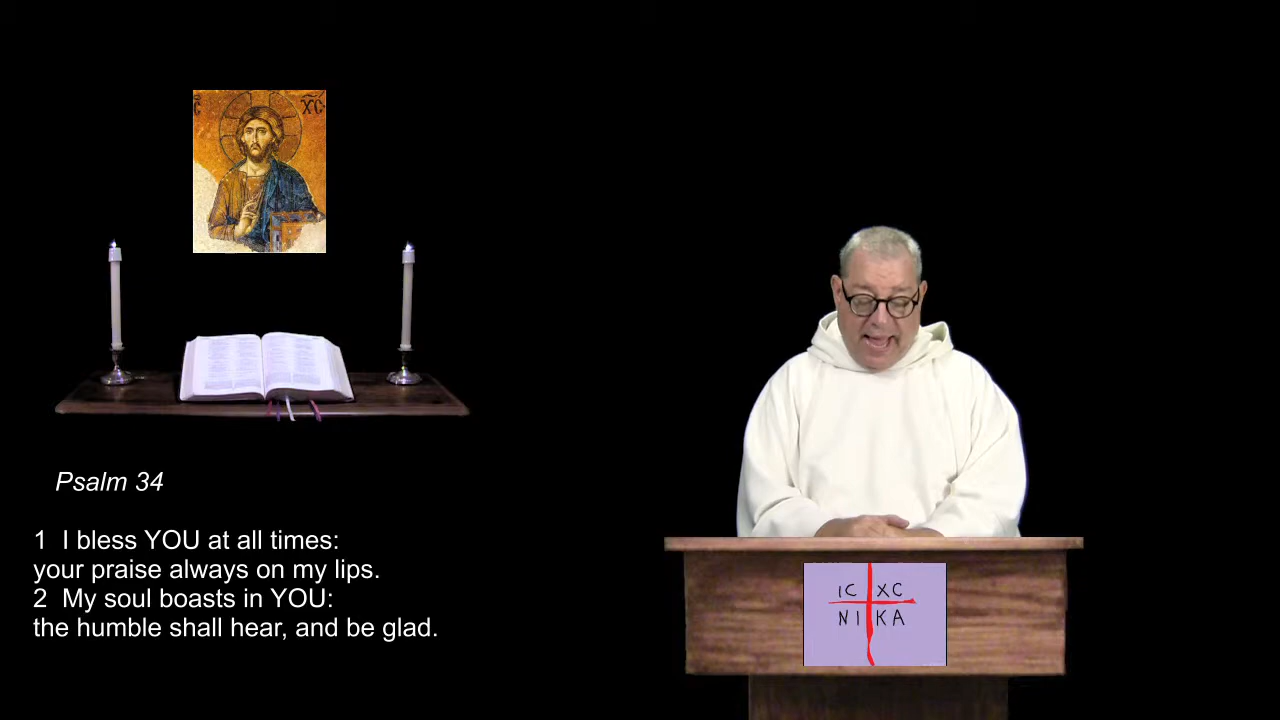 C XC
Psalm 34
1 I bless YOU at all times:
your praise always on my lips.
2 My soul boasts in YOU:
the humble shall hear, and be glad.
IC XC
NI KA